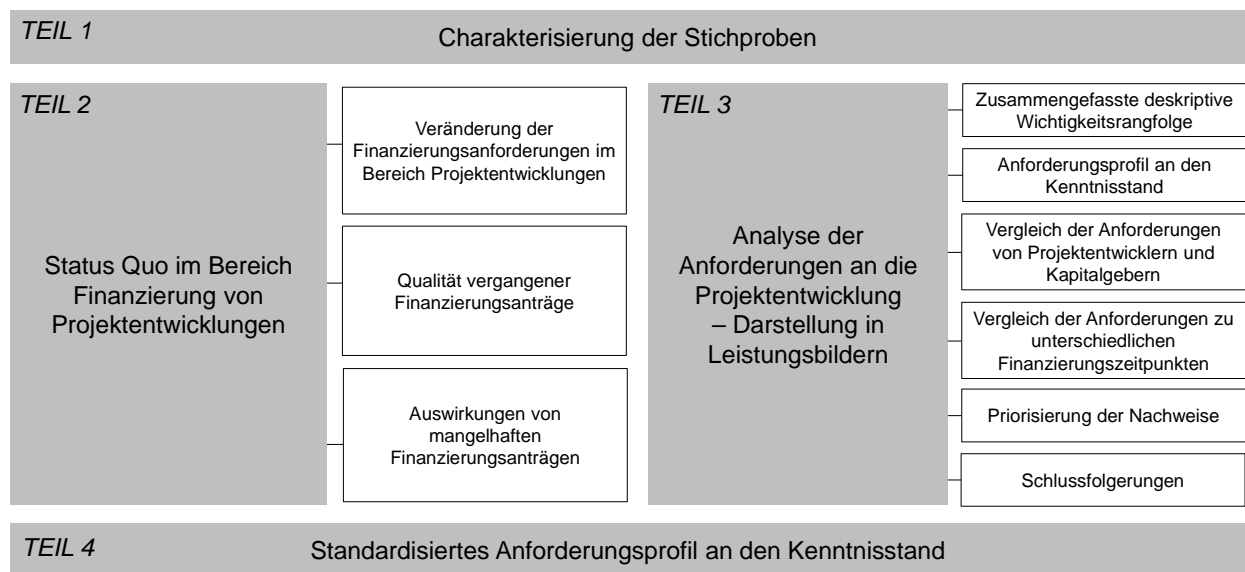 TEIL 1
Charakterisierung der Stichproben
TEIL 2
Status Quo im Bereich
Finanzierung von
Projektentwicklungen
Veränderung der
Finanzierungsanforderungen im
Bereich Projektentwicklungen
Qualität vergangener
Finanzierungsanträge
Auswirkungen von
mangelhaften
Finanzierungsanträgen
TEIL 3
Analyse der
Anforderungen an die
Projektentwicklung
– Darstellung in
Leistungsbildern
Zusammengefasste deskriptive
Wichtigkeitsrangfolge
Anforderungsprofil an den
Kenntnisstand
Vergleich der Anforderungen
von Projektentwicklern und
Kapitalgebern
Vergleich der Anforderungen zu
unterschiedlichen
Finanzierungszeitpunkten
Priorisierung der Nachweise
Schlussfolgerungen
TEIL 4
Standardisiertes Anforderungsprofil an den Kenntnisstand